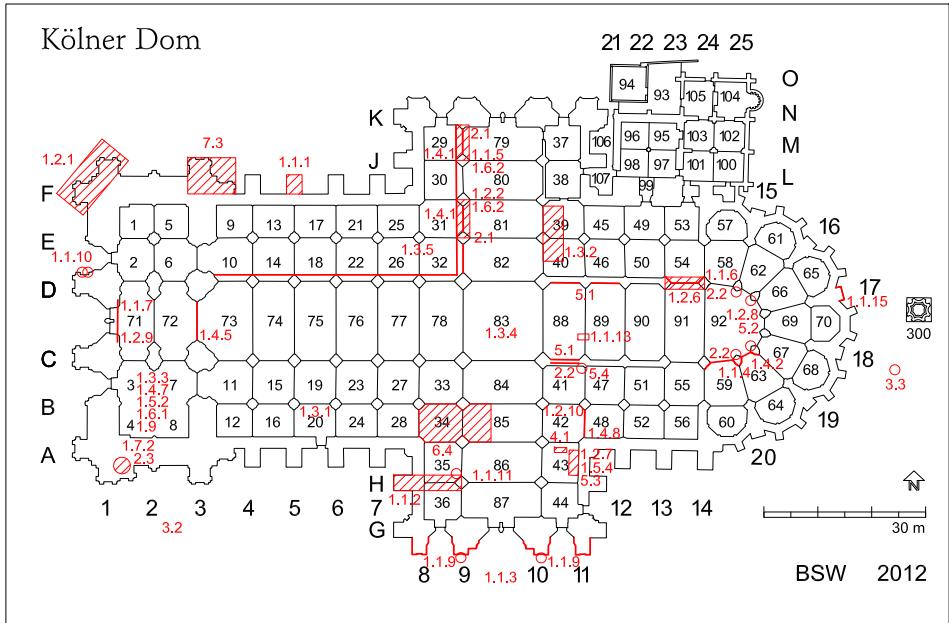 Kölner Dom
21 22 23 24 25
O
94 93 105 104
N
K
29 2.1 79 37 106 96 95 103 102
M
1.2.1 7.3 J 1.4.1 1.1.5
1.1.1 1.6.2 98 97 101 100
L
F 30 80 38 107 99 15
1.2.2
1 5 9 13 17 21 25 31 1.4.1 1.6.2 81 39 45 49 53 57 16
E 2.1 61
1.1.10 2 6 10 14 18 22 26 1.3.5 32 82 40 1.3.2 46 50 54 58 1.1.6 62 65
D 5.1 1.2.6 2.2 66 17
1.1.7 1.2.8 1.1.15
71 72 73 74 75 76 77 78 83 88 89 90 91 92 69 70 300
1.2.9 1.4.5 1.3.4 1.1.13 5.2
C 5.1 2.2 67 18
3 1.3.3 7 11 15 19 23 27 33 84 2.2 41 5.4 47 51 55 59 1.1.4 1.4.2 63 68 3.3
1.4.7
B 1.5.2 64
4 1.6.1 8 12 16 1.3.1 20 24 28 34 85 1.2.10 42 48 52 56 60 19
1.9 1.4.8
A 1.7.2 6.4 4.1 20
2.3 35 86 43 1.2.7
1.1.11 1.5.4
H 5.3
1.1.2
1 2 3 4 5 6 7 36 87 44 12 13 14
3.2 G 30 m
1.1.9 1.1.9
8 9 10 11
1.1.3 BSW 2012